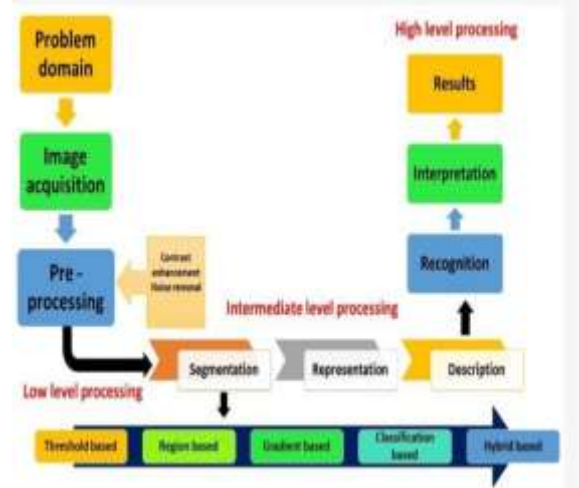 Problem
domain
Image
acquisition
Pre -
processing
Contrast
enhancement
Noise removal
Low level processing
Intermediate level processing
Segmentation
Representation
Description
Threshold based
Region based
Gradient based
Classification
based
Hybrid based
Recognition
Interpretation
Results
High level processing